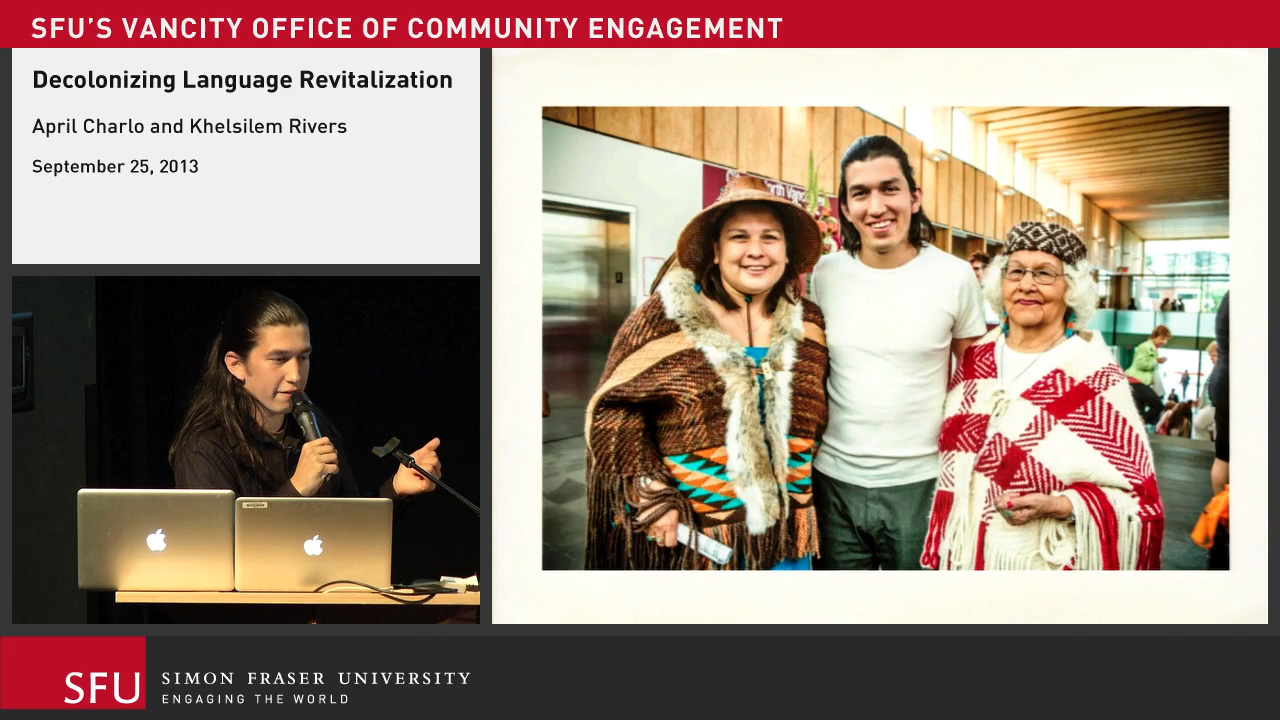 SFU'S VANCITY OFFICE OF COMMUNITY ENGAGEMENT
Decolonizing Language Revitalization
April Charlo and Khelsilem Rivers
September 25, 2013
SFU
SIMON FRASER UNIVERSITY
ENGAGING THE WORLD